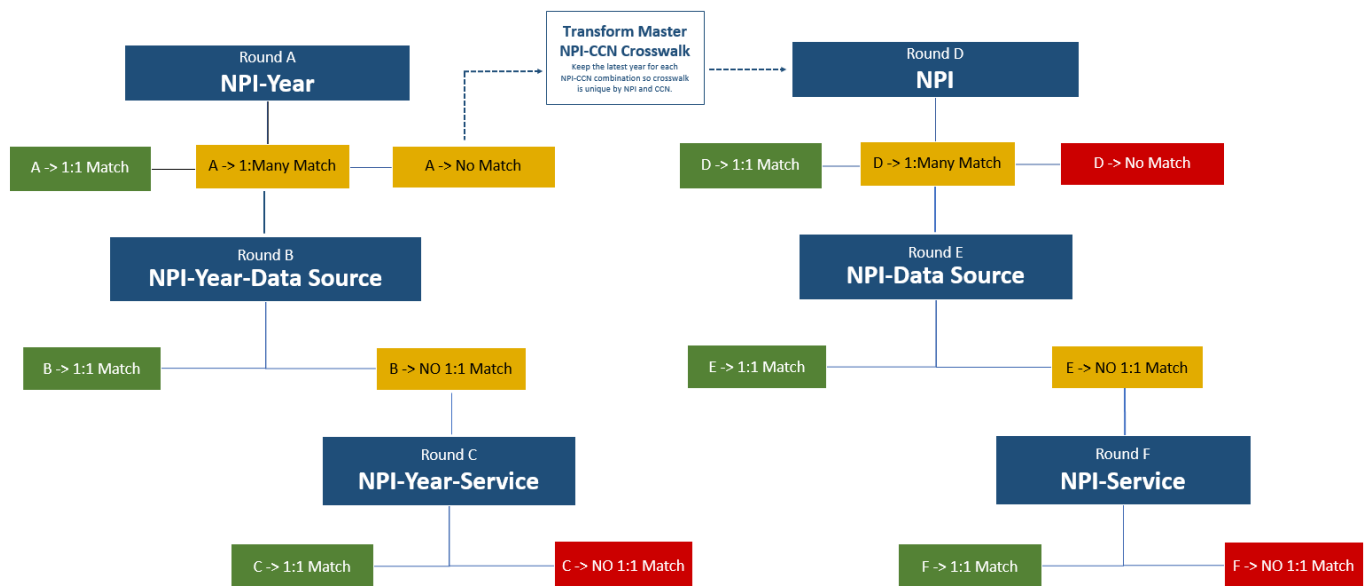 Transform Master
NPI-CCN Crosswalk
Keep the latest year for each
NPI-CCN combination so crosswalk
is unique by NPI and CCN.
Round A
NPI-Year
Round D
NPI
A -> 1:1 Match
A -> 1:Many Match
A -> No Match
D -> 1:1 Match
D -> 1:Many Match
D -> No Match
Round B
NPI-Year-Data Source
Round E
NPI-Data Source
B -> 1:1 Match
B -> NO 1:1 Match
E -> 1:1 Match
E -> NO 1:1 Match
Round C
NPI-Year-Service
Round F
NPI-Service
C -> 1:1 Match
C -> NO 1:1 Match
F -> 1:1 Match
F -> NO 1:1 Match